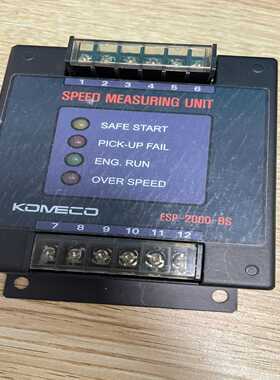 1 2 3 4 5 6
SPEED MEASURING UNIT
SAFE START
PICK-UP FAIL
ENG. RUN
OVER SPEED
KOMECO
ESP-2000-BS
7 8 9 10 11 12